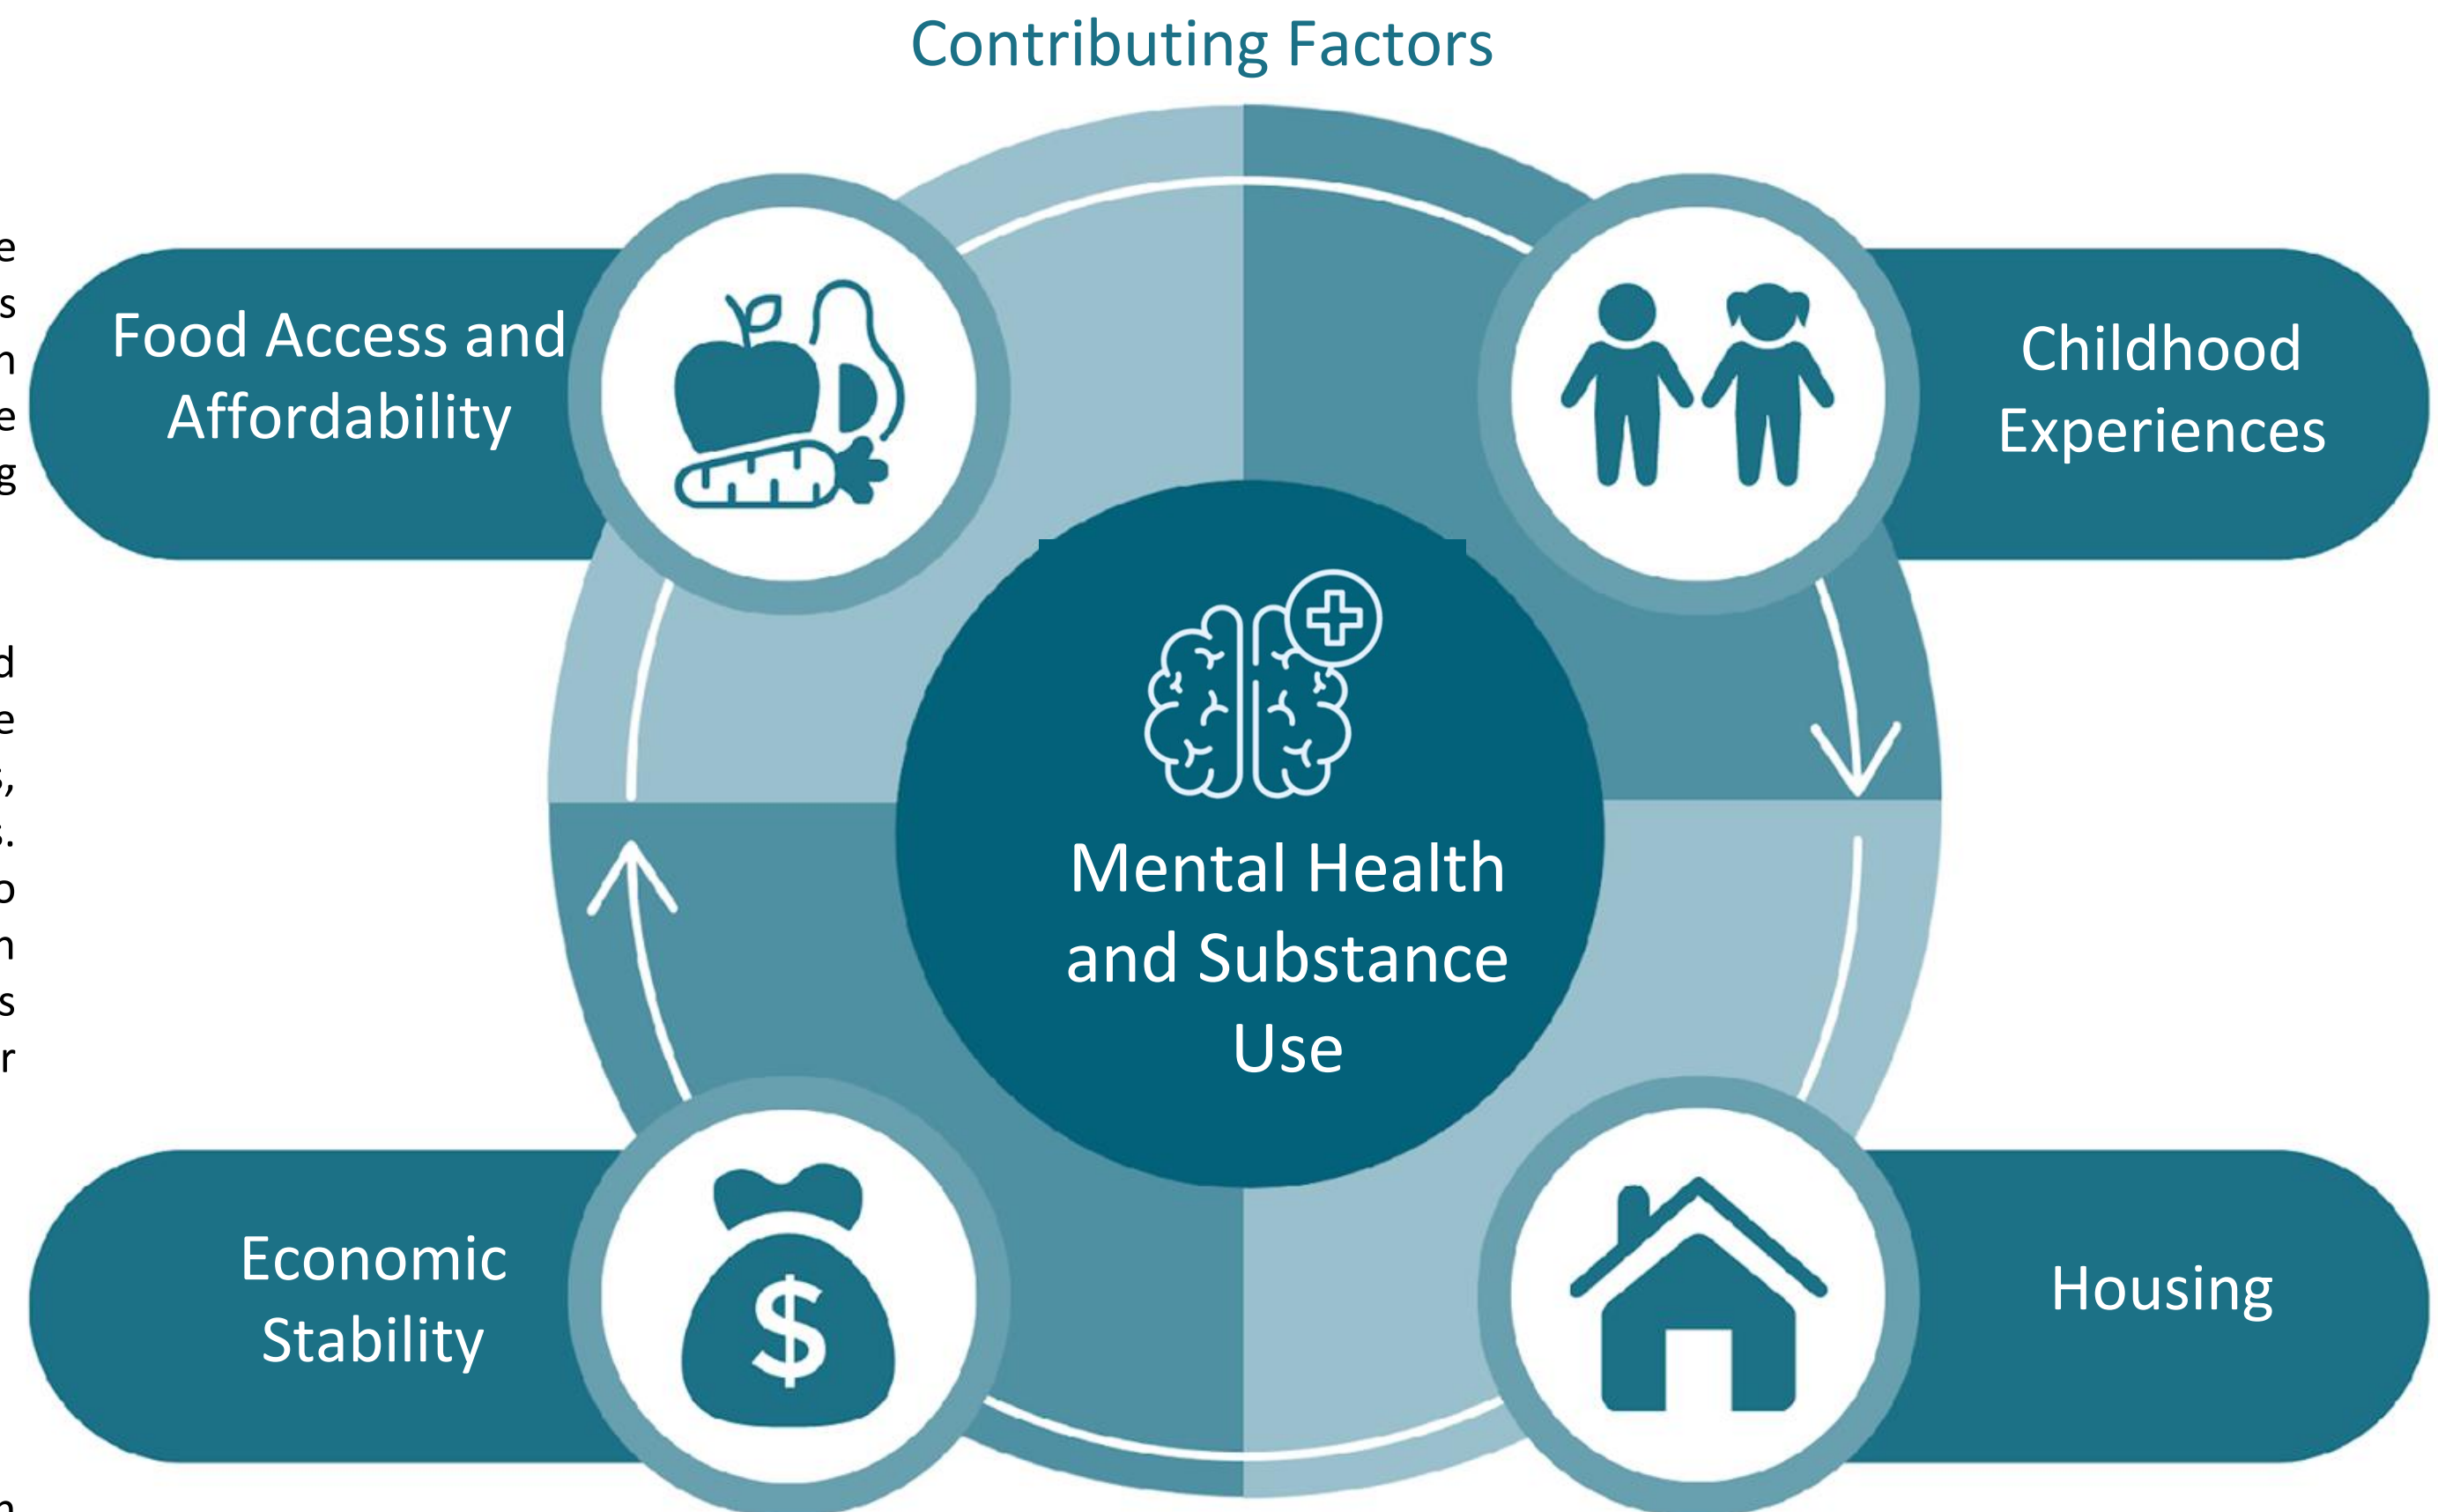 Contributing Factors
Food Access and
Affordability
Childhood
Experiences
Mental Health
and Substance
Use
Economic
Stability
Housing
$